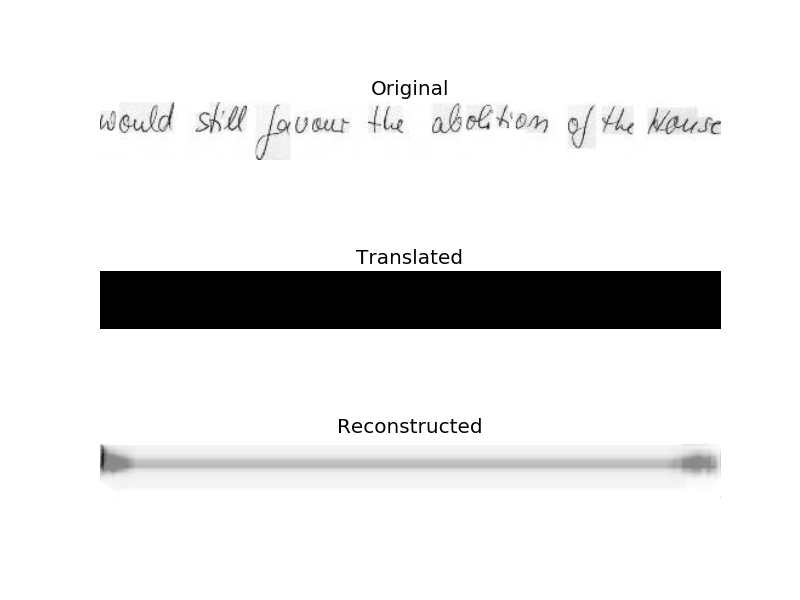 Original
would still favour the abolition of the House
Translated
Reconstructed